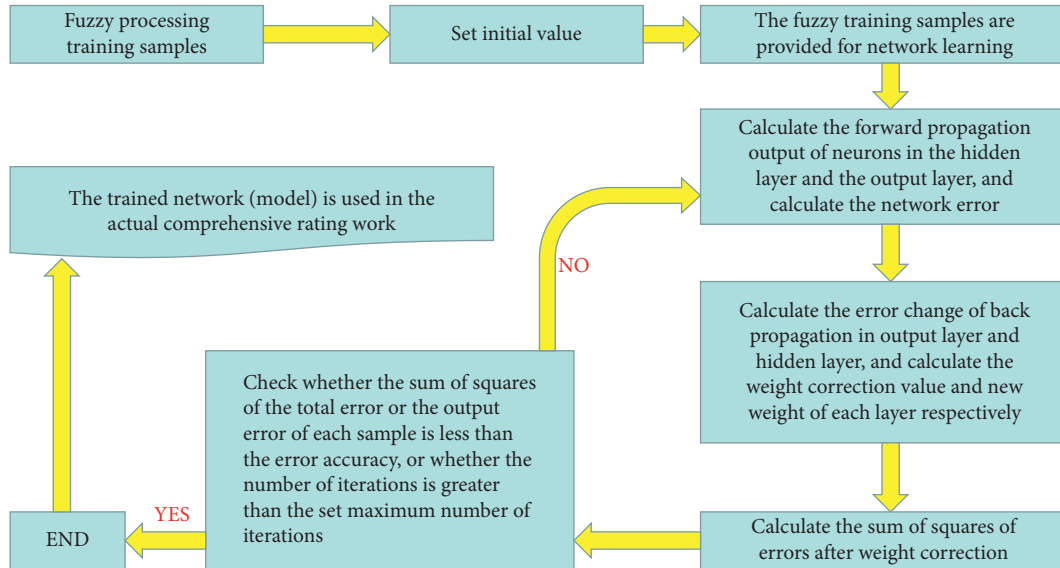 Fuzzy processing
training samples
Set initial value
The fuzzy training samples are
provided for network learning
Calculate the forward propagation
output of neurons in the hidden
layer and the output layer, and
calculate the network error
Calculate the error change of back
propagation in output layer and
hidden layer, and calculate the
weight correction value and new
weight of each layer respectively
Calculate the sum of squares of
errors after weight correction
Check whether the sum of squares
of the total error or the output
error of each sample is less than
the error accuracy, or whether the
number of iterations is greater
than the set maximum number of
iterations
NO
YES
END
The trained network (model) is used in the
actual comprehensive rating work